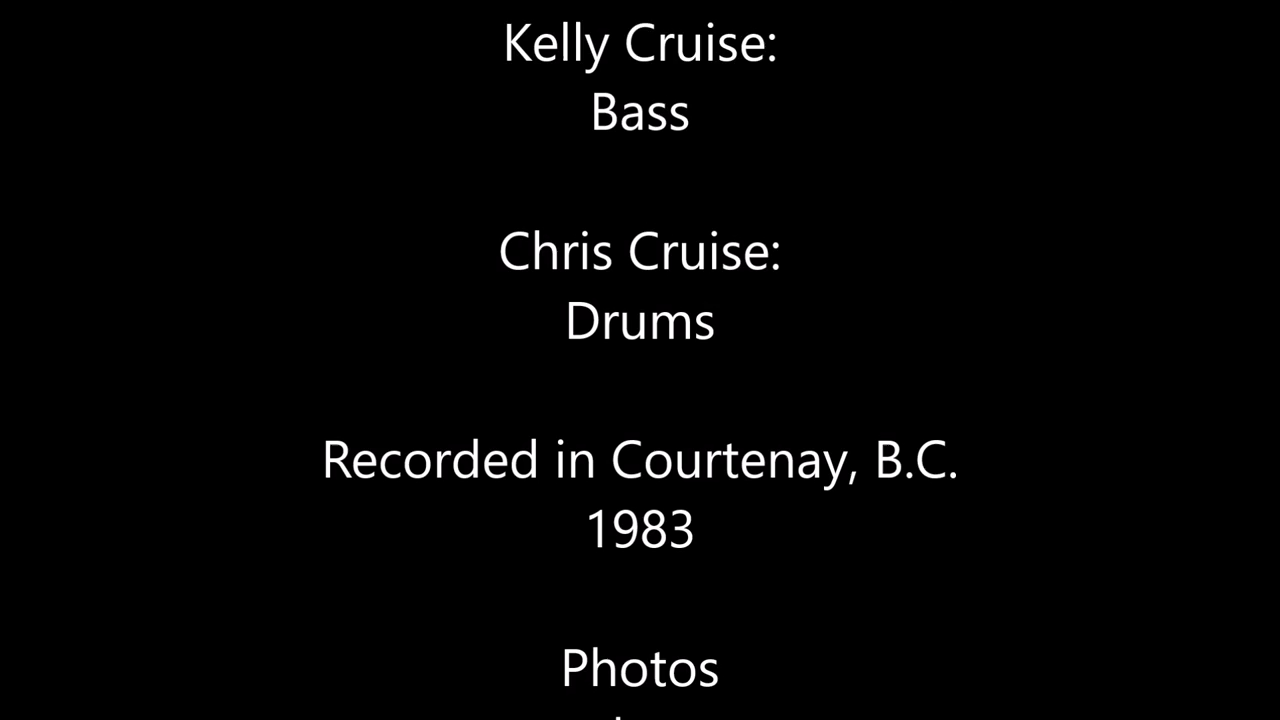 Kelly Cruise:
Bass
Chris Cruise:
Drums
Recorded in Courtenay, B.C.
1983
Photos